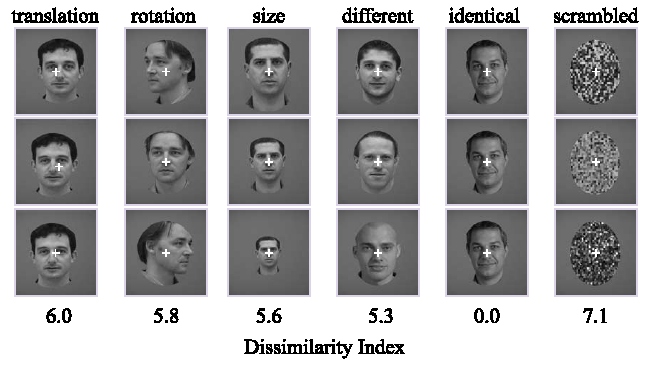 translation rotation size different identical scrambled
6.0 5.8 5.6 5.3 0.0 7.1
Dissimilarity Index